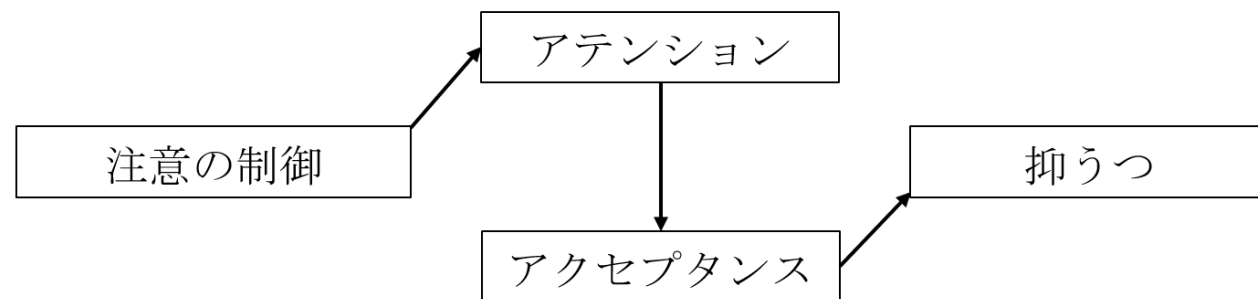 アテンション
注意の制御
抑うつ
アクセプタンス